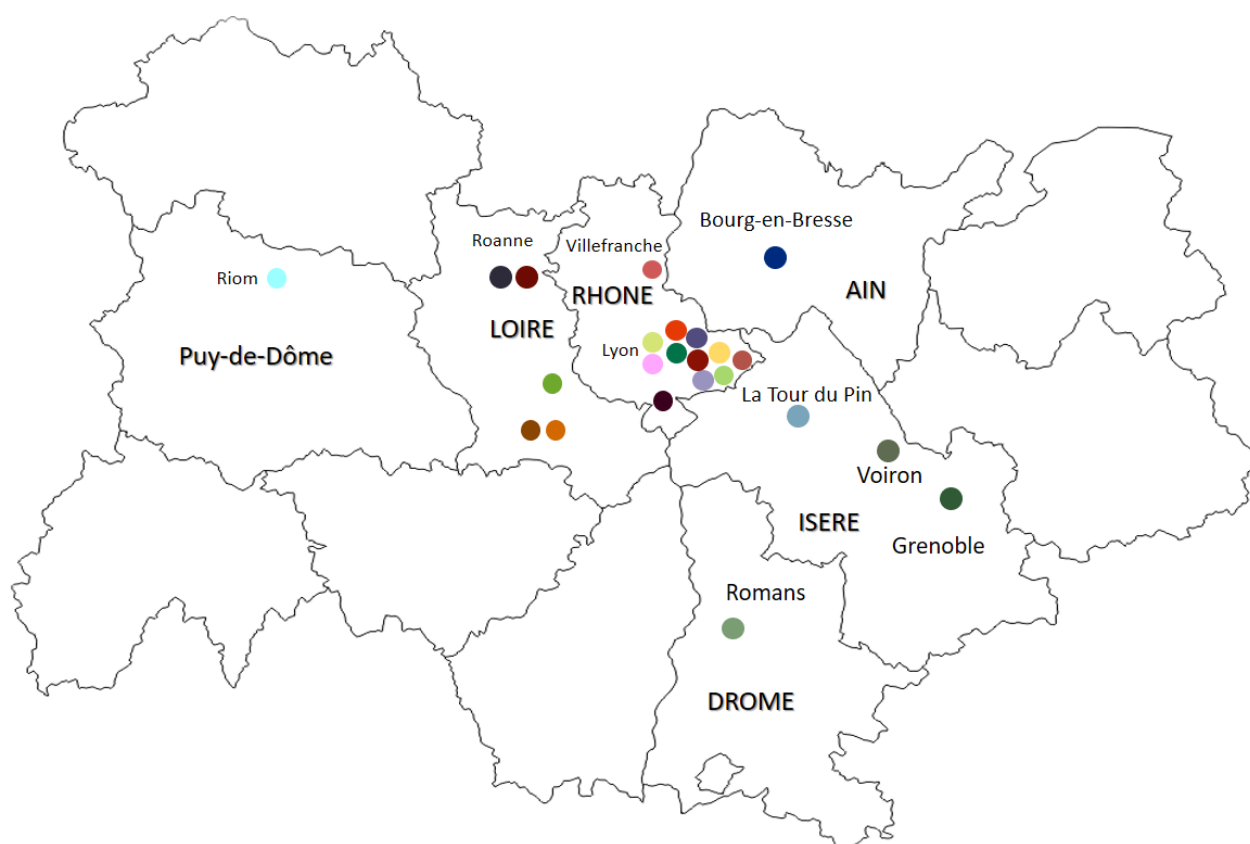 Bourg-en-Bresse
Roanne
Villefranche
Riom
AIN
RHONE
LOIRE
Lyon
Puy-de-Dôme
La Tour du Pin
Voiron
ISERE
Grenoble
Romans
DROME